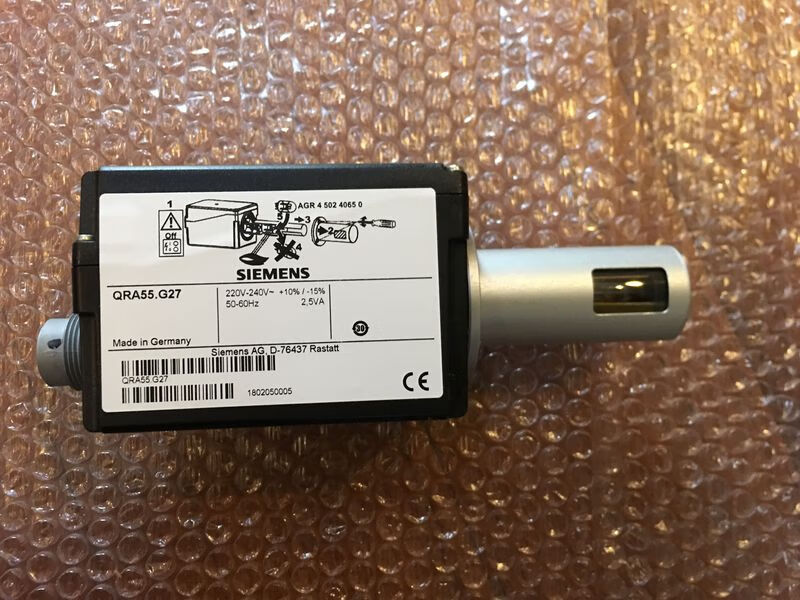 1
AGR 4 502 4065 0
5
3
2
4
Off
SIEMENS
QRA55.G27
220V-240V~ +10% / -15%
50-60Hz 2,5VA
30
Made in Germany
Siemens AG, D-76437 Rastatt
QRA55.G27
1802050005
CE